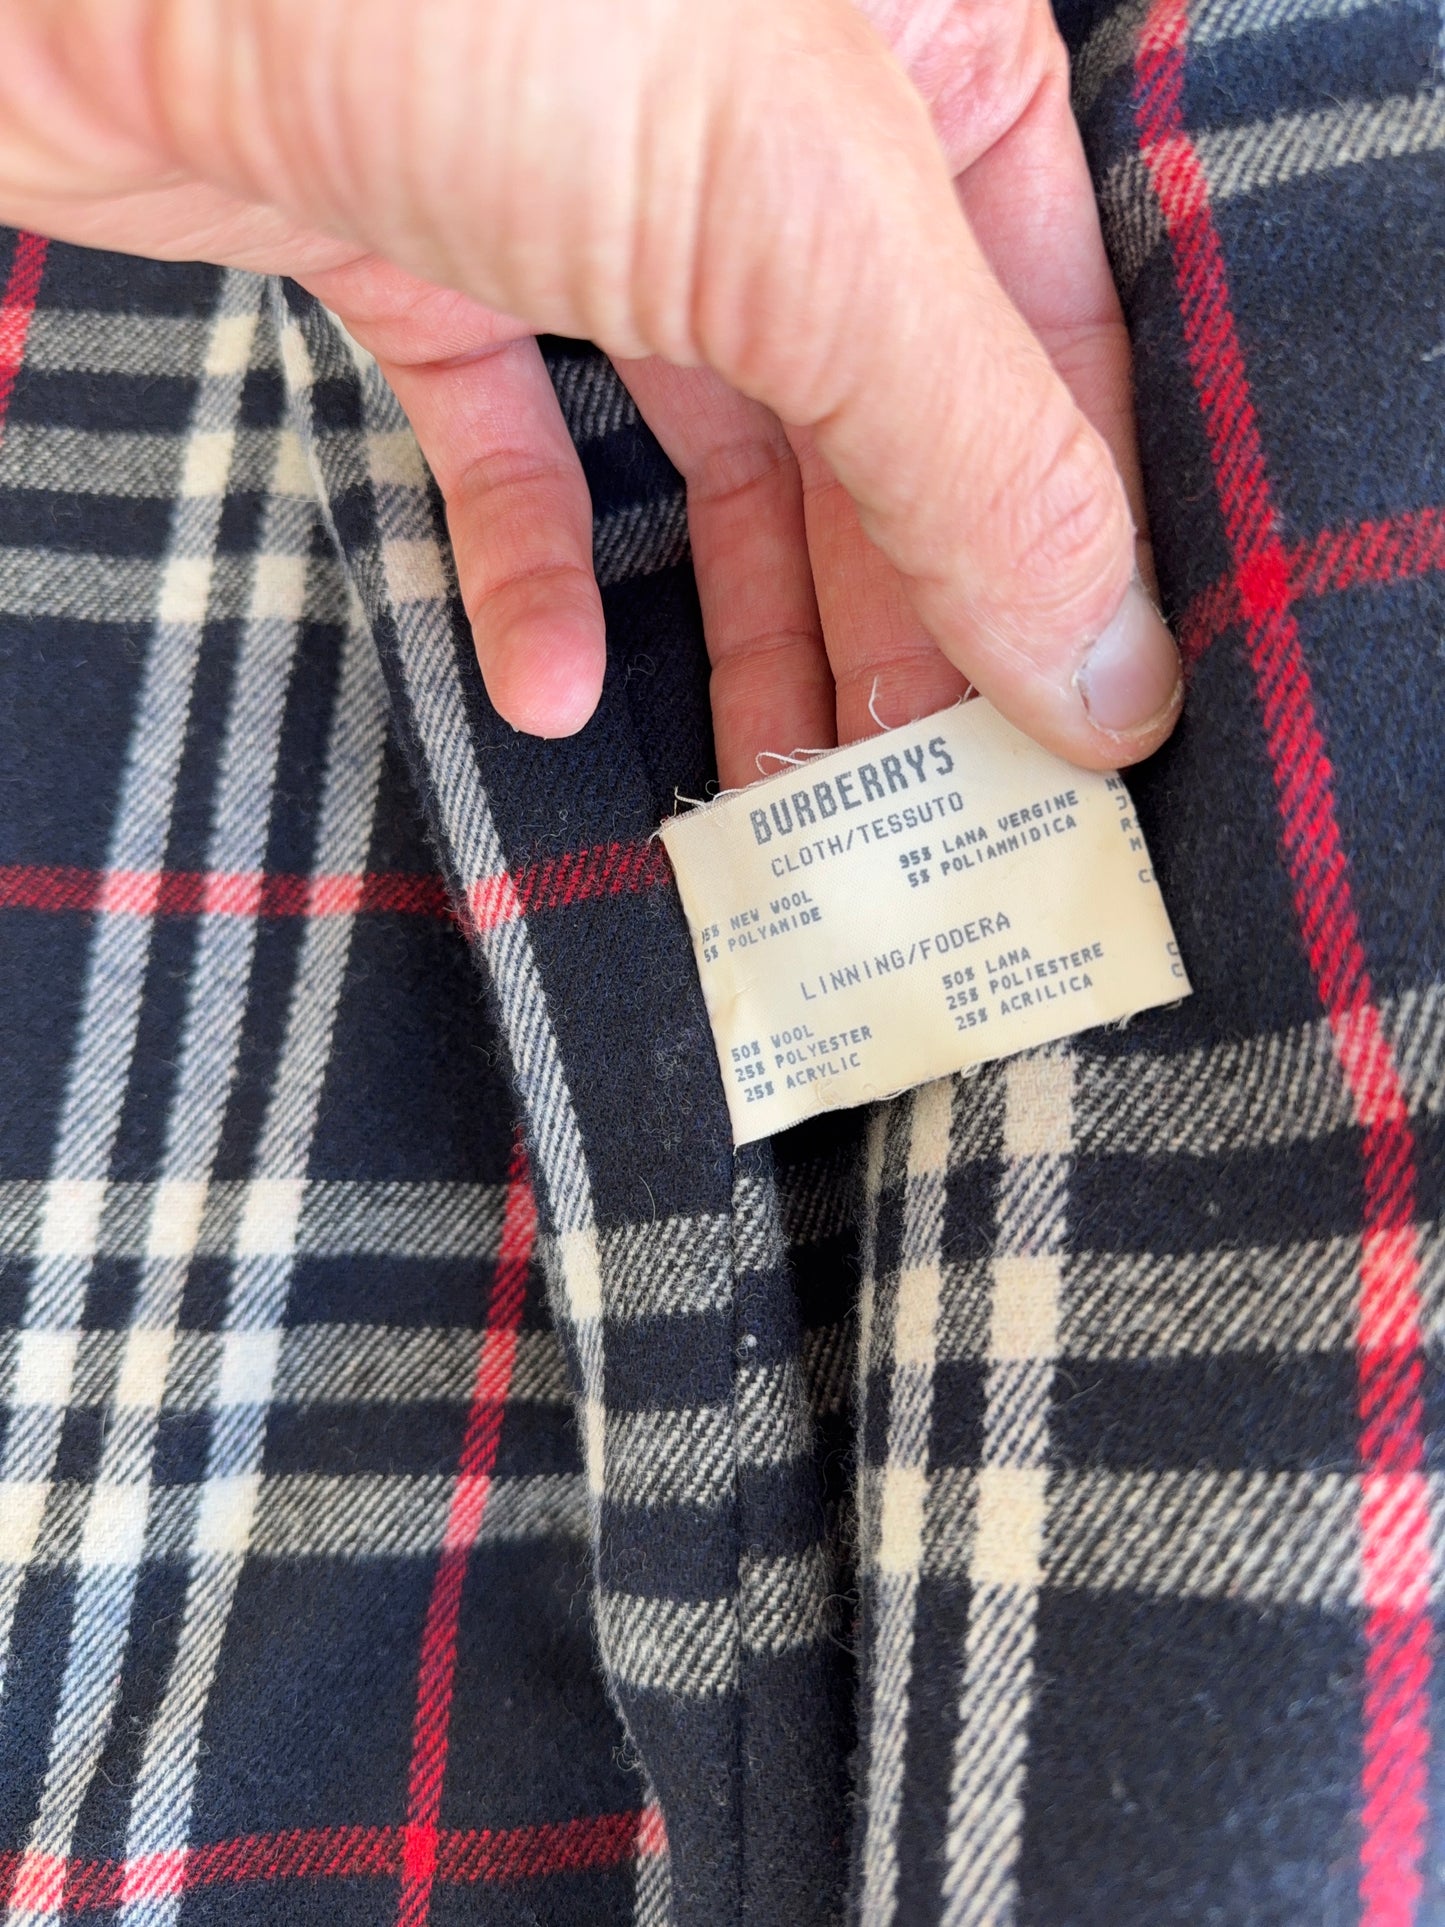 BURBERRYS
CLOTH/TESSUTO
95% LANA VERGINE
5% POLIAMMIDICA
5% NEW WOOL
5% POLYAMIDE
LINNING/FODERA
50% LANA
25% POLIESTERE
25% ACRILICA
50% WOOL
25% POLYESTER
25% ACRYLIC